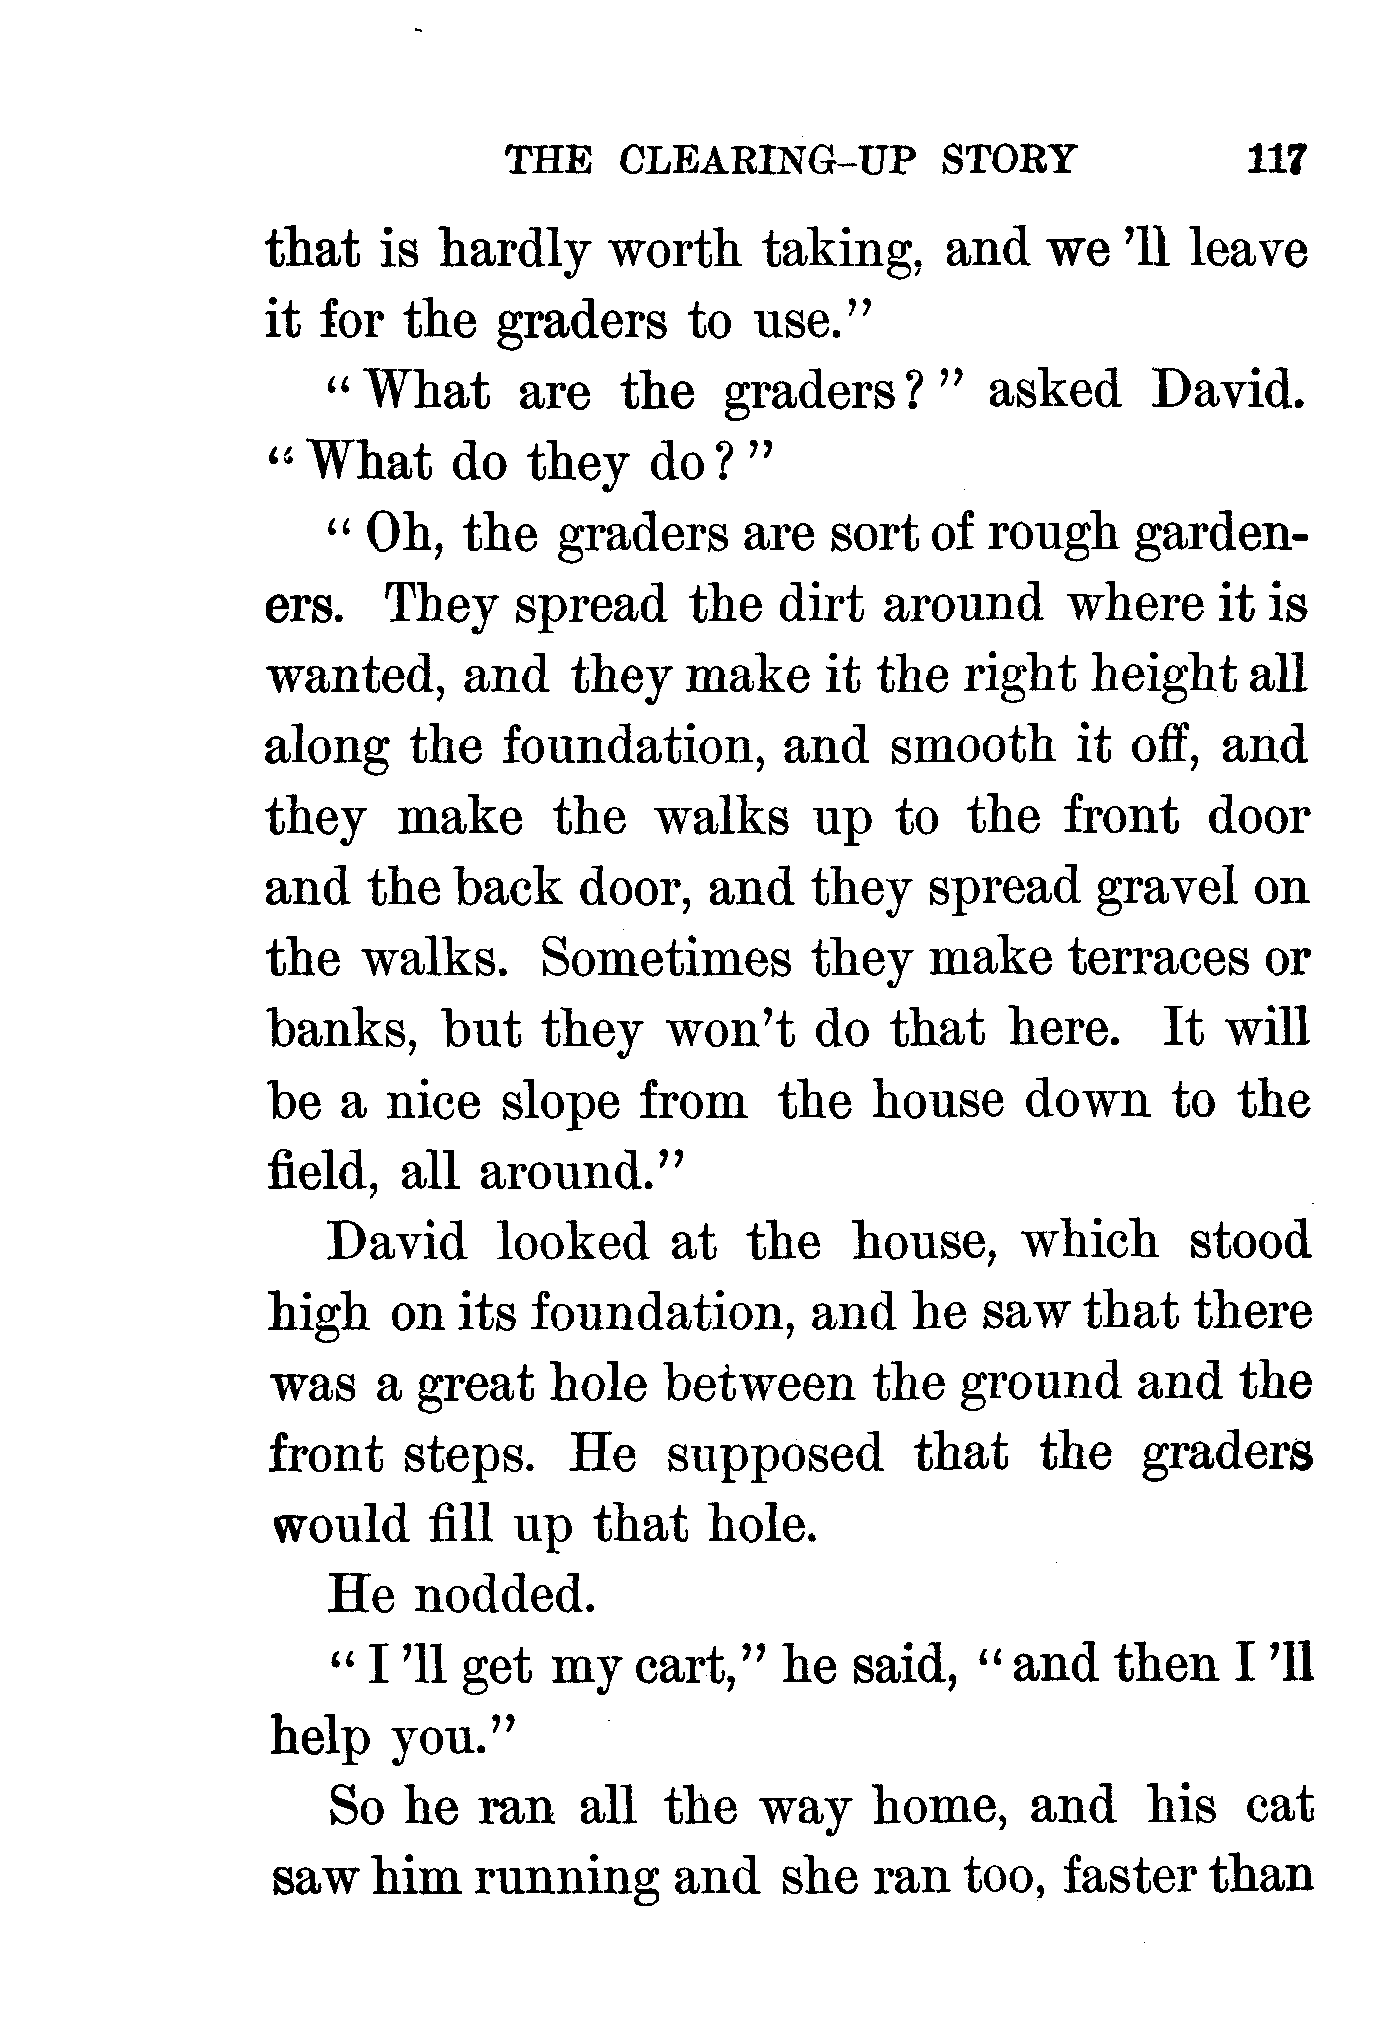 THE CLEARING-UP STORY 117
that is hardly worth taking, and we 'll leave
it for the graders to use."
" What are the graders? " asked David.
" What do they do? "
" Oh, the graders are sort of rough garden-
ers. They spread the dirt around where it is
wanted, and they make it the right height all
along the foundation, and smooth it off, and
they make the walks up to the front door
and the back door, and they spread gravel on
the walks. Sometimes they make terraces or
banks, but they won't do that here. It will
be a nice slope from the house down to the
field, all around."
David looked at the house, which stood
high on its foundation, and he saw that there
was a great hole between the ground and the
front steps. He supposed that the graders
would fill up that hole.
He nodded.
" I 'll get my cart," he said, " and then I 'll
help you."
So he ran all the way home, and his cat
saw him running and she ran too, faster than